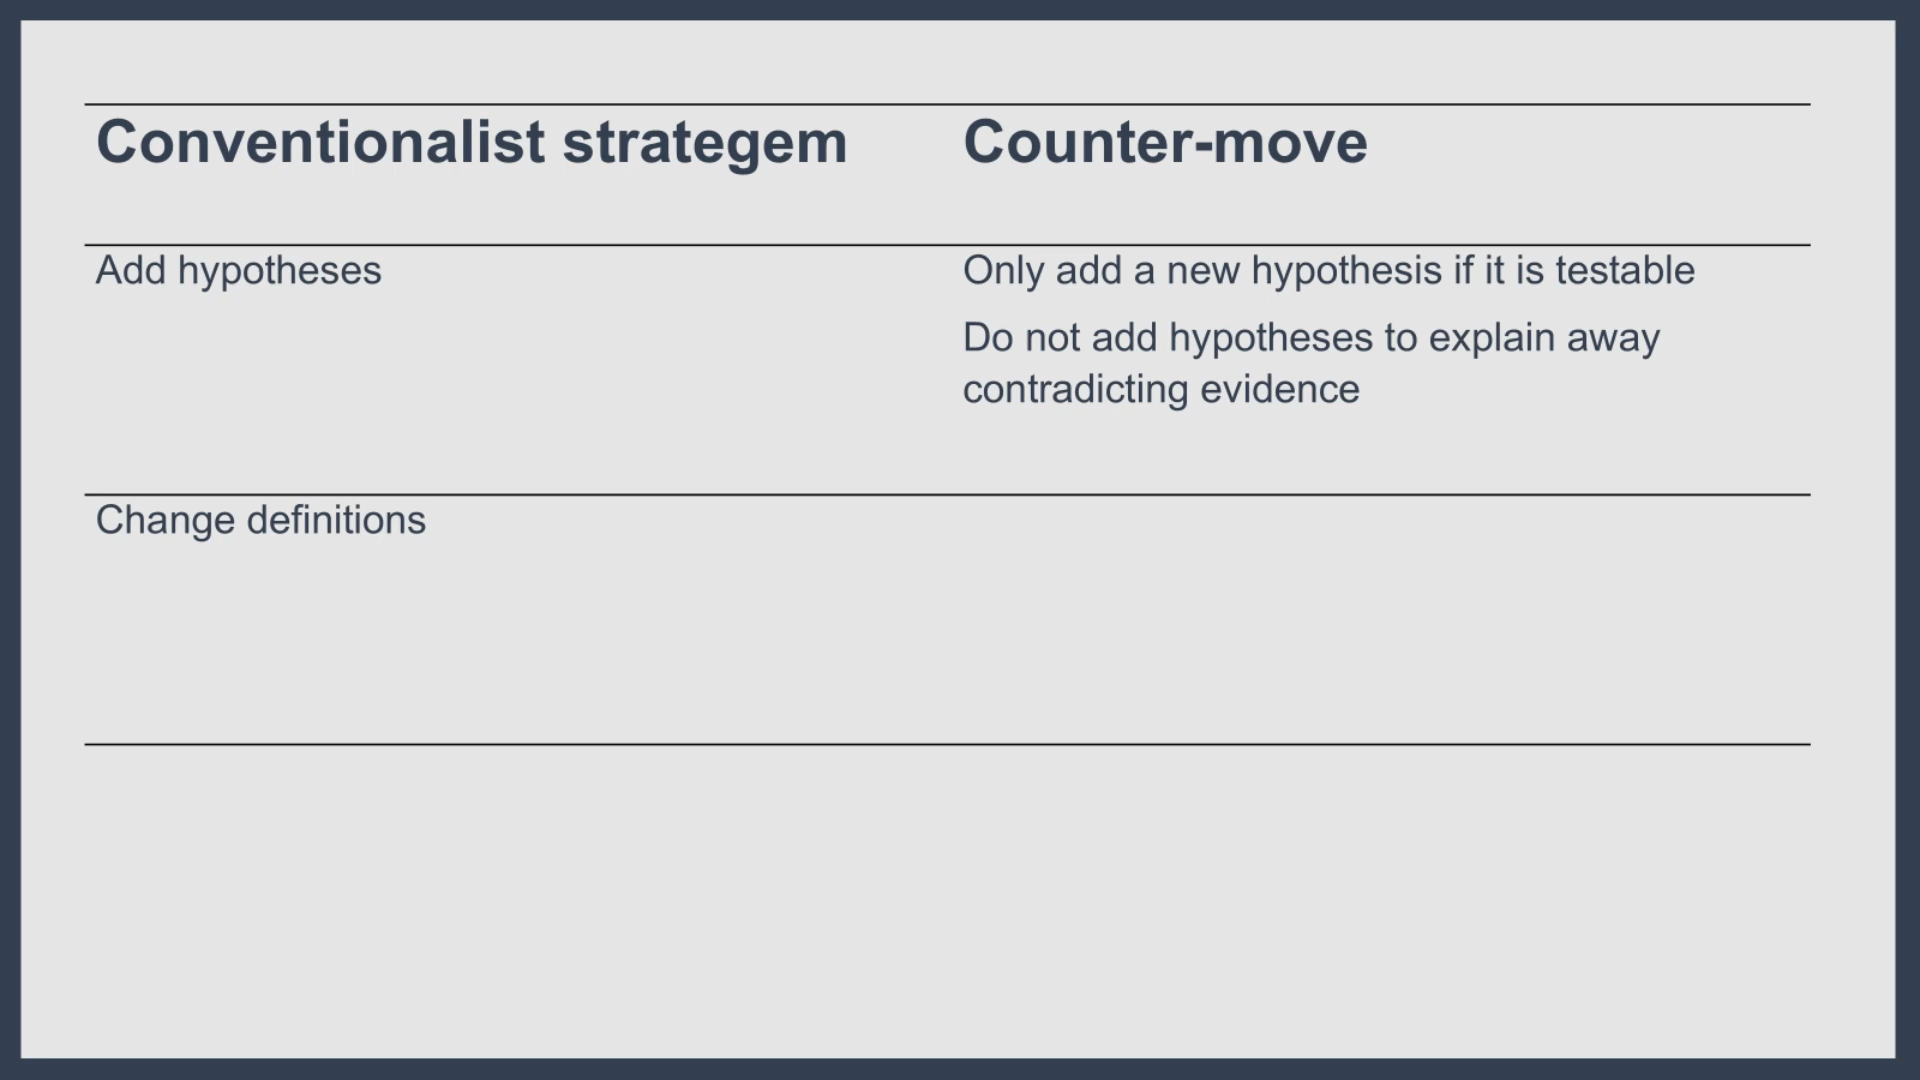 Conventionalist strategem
Counter-move
Add hypotheses
Only add a new hypothesis if it is testable
Do not add hypotheses to explain away
contradicting evidence
Change definitions